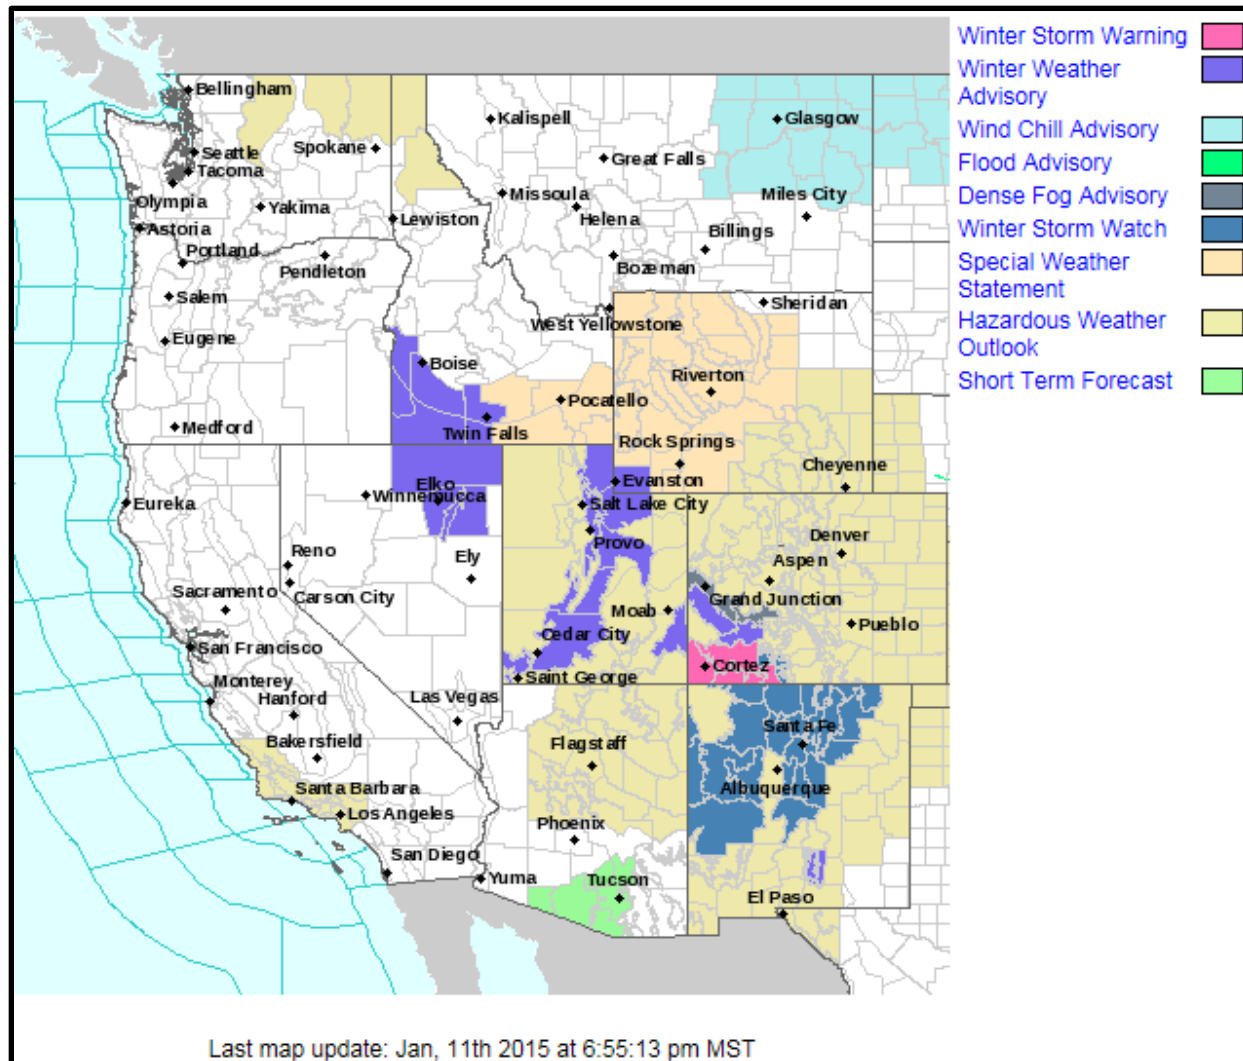 Winter Storm Warning
Winter Weather
Advisory
Wind Chill Advisory
Flood Advisory
Dense Fog Advisory
Winter Storm Watch
Special Weather
Statement
Hazardous Weather
Outlook
Short Term Forecast
Bellingham
Kalispell
Glasgow
Seattle
Spokane
Great Falls
Tacoma
Missoula
Miles City
Olympia
Yakima
Helena
Astoria
Lewiston
Billings
Portland
Pendleton
Bozeman
Salem
Sheridan
West Yellowstone
Eugene
Boise
Riverton
Pocatello
Medford
Twin Falls
Rock Springs
Cheyenne
Evanston
Elko
Winnemucca
Eureka
Salt Lake City
Denver
Provo
Reno
Ely
Aspen
Sacramento
Carson City
Moab
Grand Junction
Pueblo
San Francisco
Cedar City
Cortez
Saint George
Monterey
Hanford
Las Vegas
Santa Fe
Bakersfield
Flagstaff
Santa Barbara
Albuquerque
Los Angeles
Phoenix
San Diego
Yuma
Tucson
El Paso
Last map update: Jan, 11th 2015 at 6:55:13 pm MST